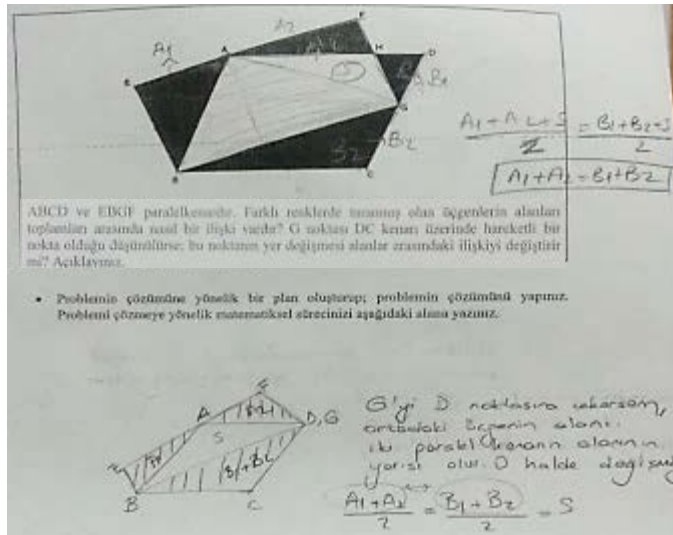 F
A2
A1
A
H
D
E
S
B1
G
B2
B2
B
C
A1 + A2 + S / 2 = B1 + B2 + S / 2
A1 + A2 = B1 + B2
ABCD ve EBGF paralelkenardır. Farklı renklerde taranmış olan üçgenlerin alanları
toplamları arasında nasıl bir ilişki vardır? G noktası DC kenarı üzerinde hareketli bir
nokta olduğu düşünülürse; bu noktanın yer değişmesi alanlar arasındaki ilişkiyi değiştirir
mi? Açıklayınız.
• Problemin çözümüne yönelik bir plan oluşturup; problemin çözümünü yapınız.
Problemi çözmeye yönelik matematiksel sürecinizi aşağıdaki alana yazınız.
F
A
D, G
S
B1+B2
B
C
G'yi D noktasına çekersem,
ortadaki üçgenin alanı
iki paralelkenarın alanının
yarısı olur. O halde
A1 + A2 / 2 = B1 + B2 / 2 = S